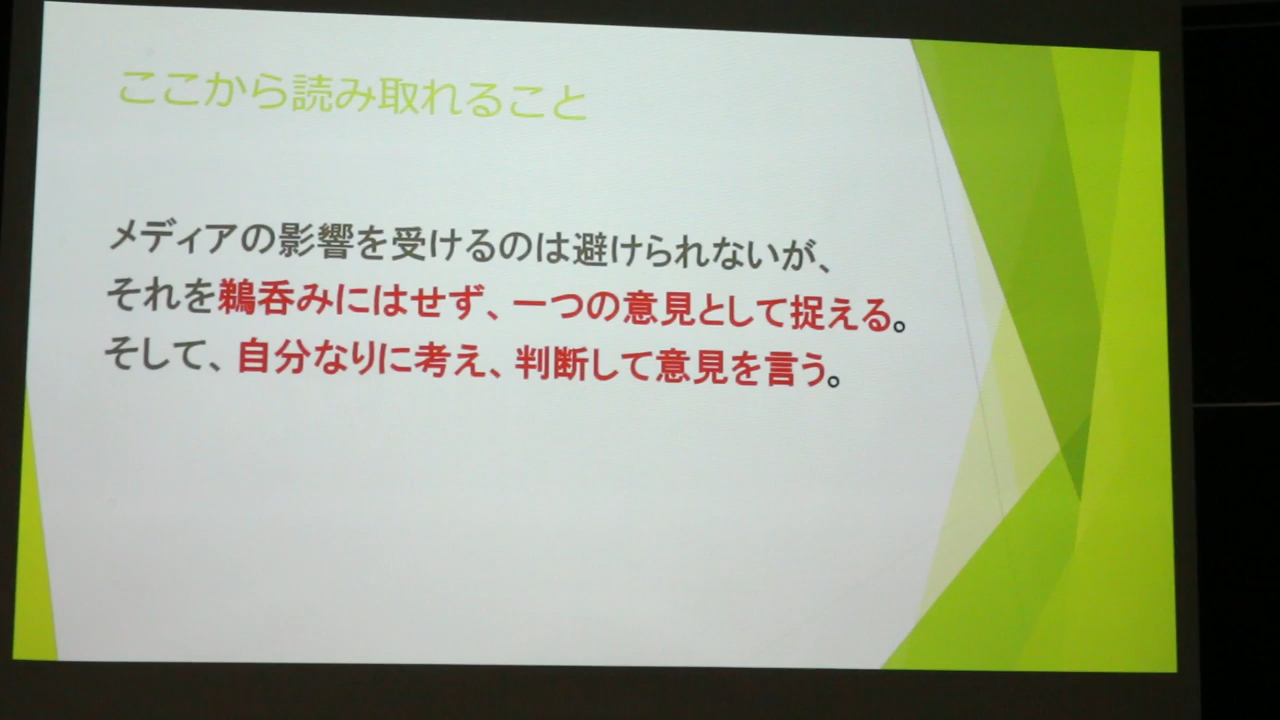 ここから読み取れること
メディアの影響を受けるのは避けられないが、
それを鵜呑みにはせず、一つの意見として捉える。
そして、自分なりに考え、判断して意見を言う。